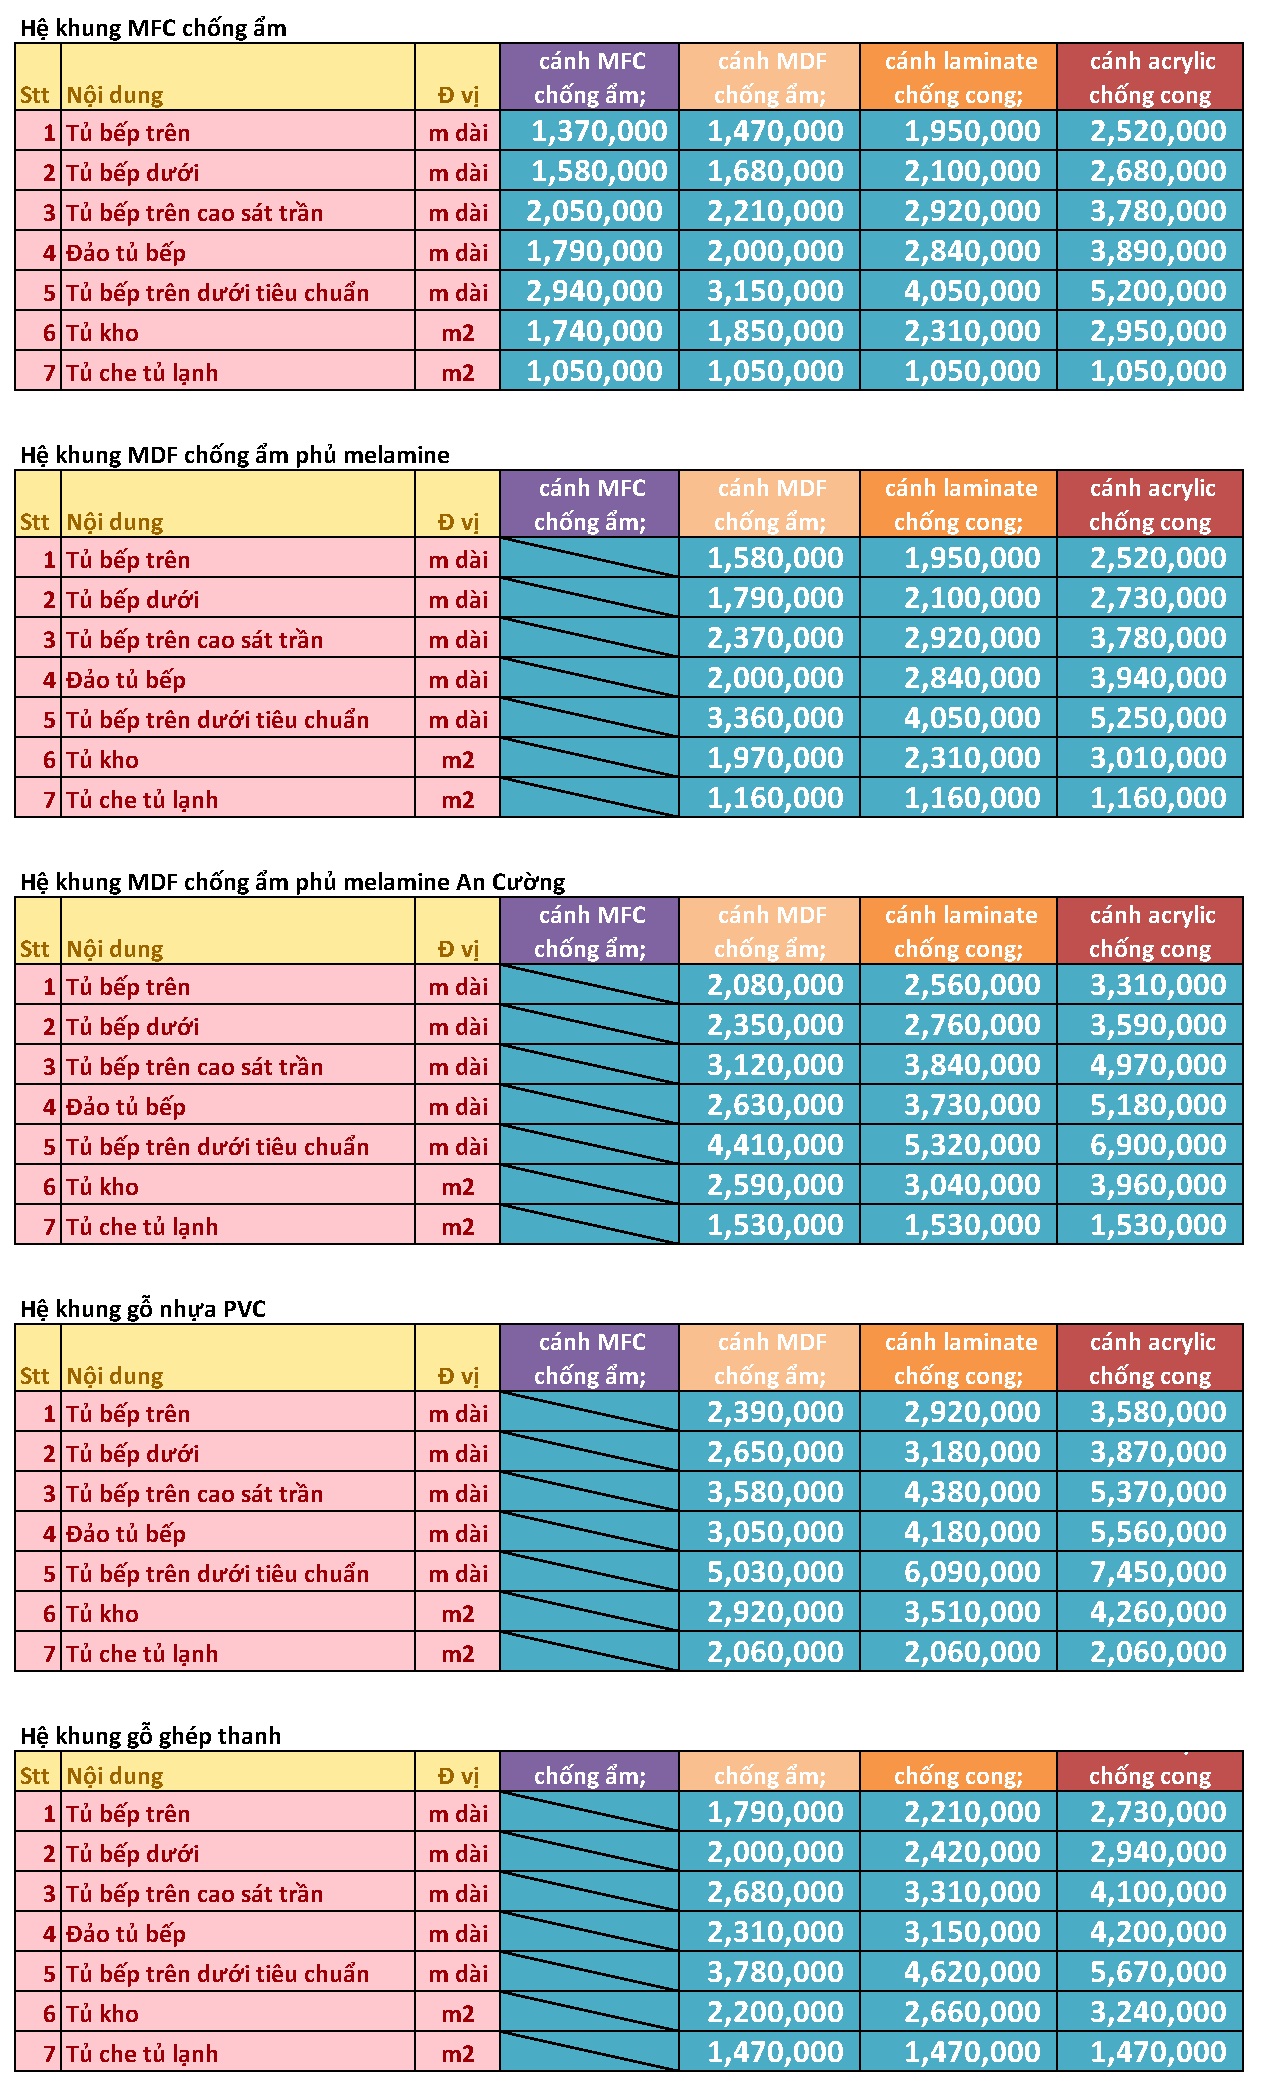 Hệ khung MFC chống ẩm
Stt Nội dung Đ vị cánh MFC chống ẩm; cánh MDF chống ẩm; cánh laminate chống cong; cánh acrylic chống cong
1 Tủ bếp trên m dài 1,370,000 1,470,000 1,950,000 2,520,000
2 Tủ bếp dưới m dài 1,580,000 1,680,000 2,100,000 2,680,000
3 Tủ bếp trên cao sát trần m dài 2,050,000 2,210,000 2,920,000 3,780,000
4 Đảo tủ bếp m dài 1,790,000 2,000,000 2,840,000 3,890,000
5 Tủ bếp trên dưới tiêu chuẩn m dài 2,940,000 3,150,000 4,050,000 5,200,000
6 Tủ kho m2 1,740,000 1,850,000 2,310,000 2,950,000
7 Tủ che tủ lạnh m2 1,050,000 1,050,000 1,050,000 1,050,000
Hệ khung MDF chống ẩm phủ melamine
Stt Nội dung Đ vị cánh MFC chống ẩm; cánh MDF chống ẩm; cánh laminate chống cong; cánh acrylic chống cong
1 Tủ bếp trên m dài 1,580,000 1,950,000 2,520,000
2 Tủ bếp dưới m dài 1,790,000 2,100,000 2,730,000
3 Tủ bếp trên cao sát trần m dài 2,370,000 2,920,000 3,780,000
4 Đảo tủ bếp m dài 2,000,000 2,840,000 3,940,000
5 Tủ bếp trên dưới tiêu chuẩn m dài 3,360,000 4,050,000 5,250,000
6 Tủ kho m2 1,970,000 2,310,000 3,010,000
7 Tủ che tủ lạnh m2 1,160,000 1,160,000 1,160,000
Hệ khung MDF chống ẩm phủ melamine An Cường
Stt Nội dung Đ vị cánh MFC chống ẩm; cánh MDF chống ẩm; cánh laminate chống cong; cánh acrylic chống cong
1 Tủ bếp trên m dài 2,080,000 2,560,000 3,310,000
2 Tủ bếp dưới m dài 2,350,000 2,760,000 3,590,000
3 Tủ bếp trên cao sát trần m dài 3,120,000 3,840,000 4,970,000
4 Đảo tủ bếp m dài 2,630,000 3,730,000 5,180,000
5 Tủ bếp trên dưới tiêu chuẩn m dài 4,410,000 5,320,000 6,900,000
6 Tủ kho m2 2,590,000 3,040,000 3,960,000
7 Tủ che tủ lạnh m2 1,530,000 1,530,000 1,530,000
Hệ khung gỗ nhựa PVC
Stt Nội dung Đ vị cánh MFC chống ẩm; cánh MDF chống ẩm; cánh laminate chống cong; cánh acrylic chống cong
1 Tủ bếp trên m dài 2,390,000 2,920,000 3,580,000
2 Tủ bếp dưới m dài 2,650,000 3,180,000 3,870,000
3 Tủ bếp trên cao sát trần m dài 3,580,000 4,380,000 5,370,000
4 Đảo tủ bếp m dài 3,050,000 4,180,000 5,560,000
5 Tủ bếp trên dưới tiêu chuẩn m dài 5,030,000 6,090,000 7,450,000
6 Tủ kho m2 2,920,000 3,510,000 4,260,000
7 Tủ che tủ lạnh m2 2,060,000 2,060,000 2,060,000
Hệ khung gỗ ghép thanh
Stt Nội dung Đ vị chống ẩm; chống ẩm; chống cong; chống cong
1 Tủ bếp trên m dài 1,790,000 2,210,000 2,730,000
2 Tủ bếp dưới m dài 2,000,000 2,420,000 2,940,000
3 Tủ bếp trên cao sát trần m dài 2,680,000 3,310,000 4,100,000
4 Đảo tủ bếp m dài 2,310,000 3,150,000 4,200,000
5 Tủ bếp trên dưới tiêu chuẩn m dài 3,780,000 4,620,000 5,670,000
6 Tủ kho m2 2,200,000 2,660,000 3,240,000
7 Tủ che tủ lạnh m2 1,470,000 1,470,000 1,470,000